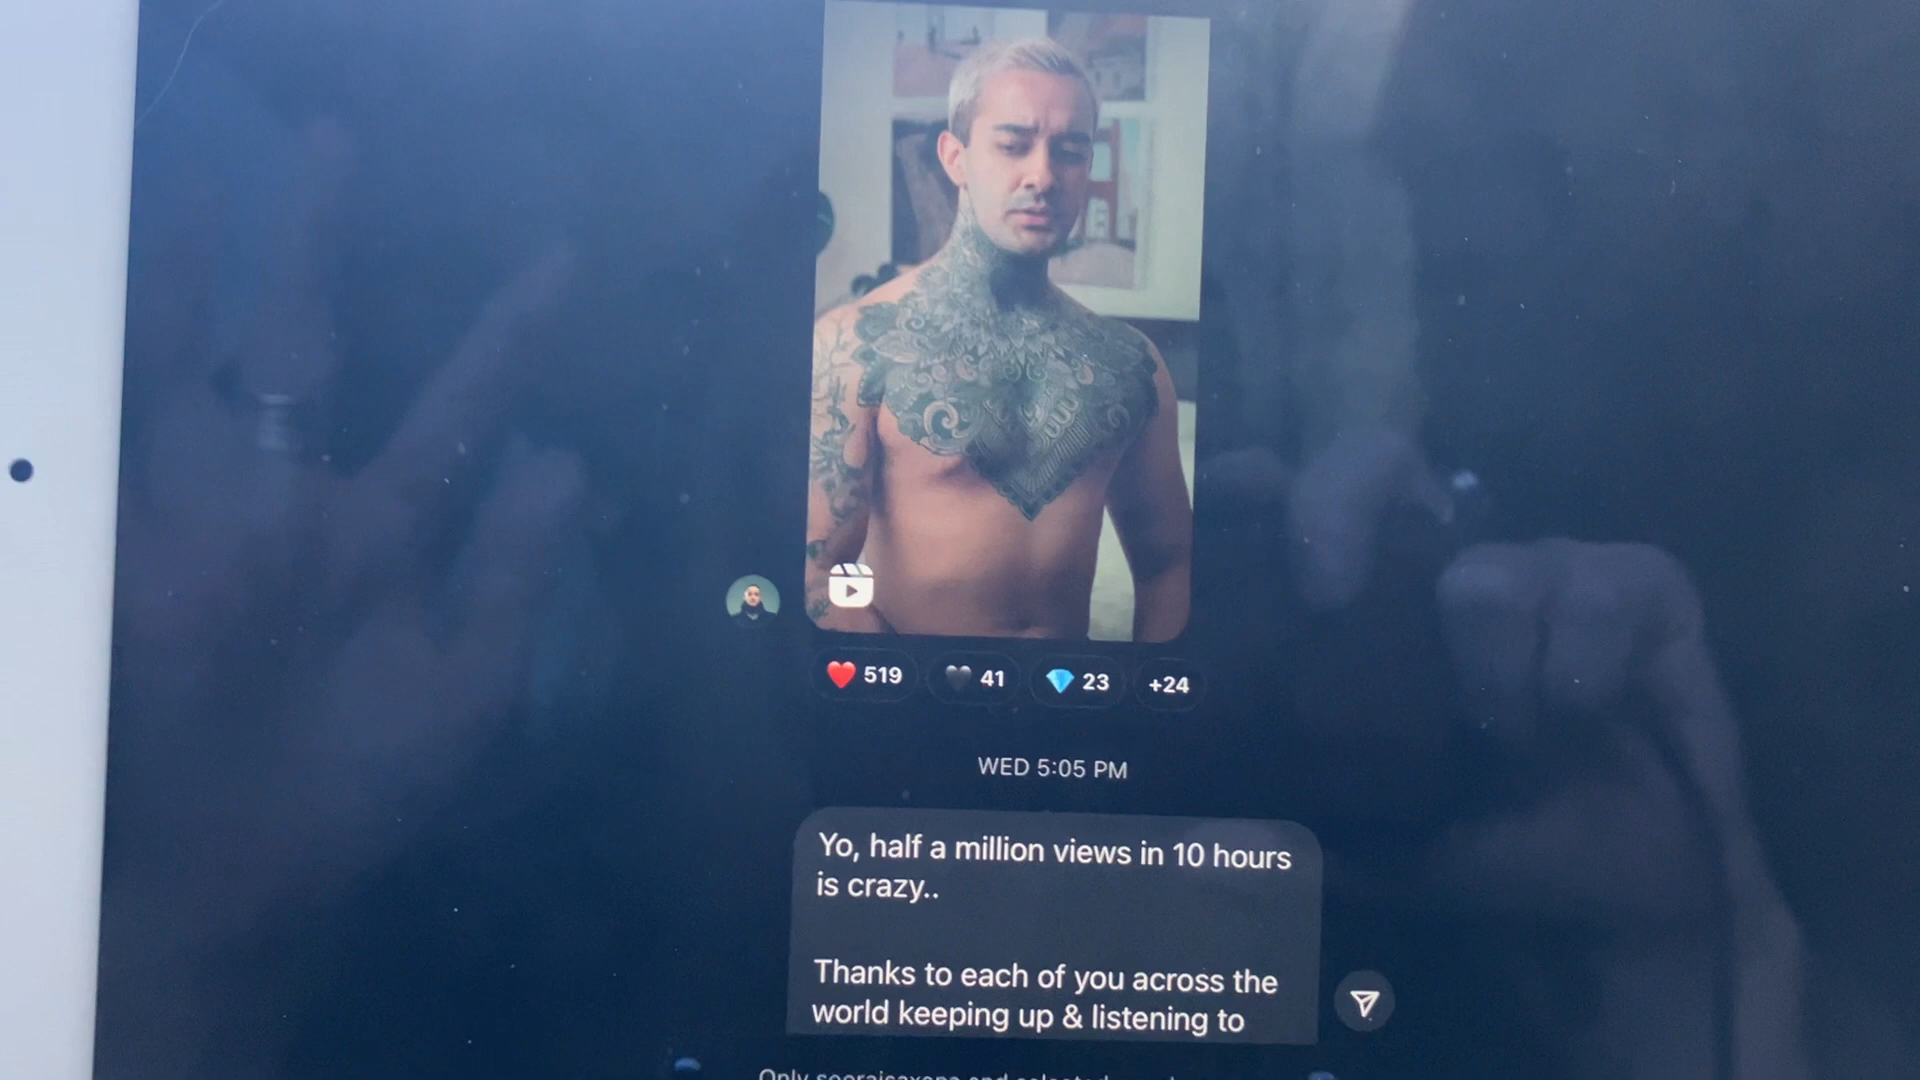 519 41 23 +24
WED 5:05 PM
Yo, half a million views in 10 hours
is crazy..
Thanks to each of you across the
world keeping up & listening to
Only